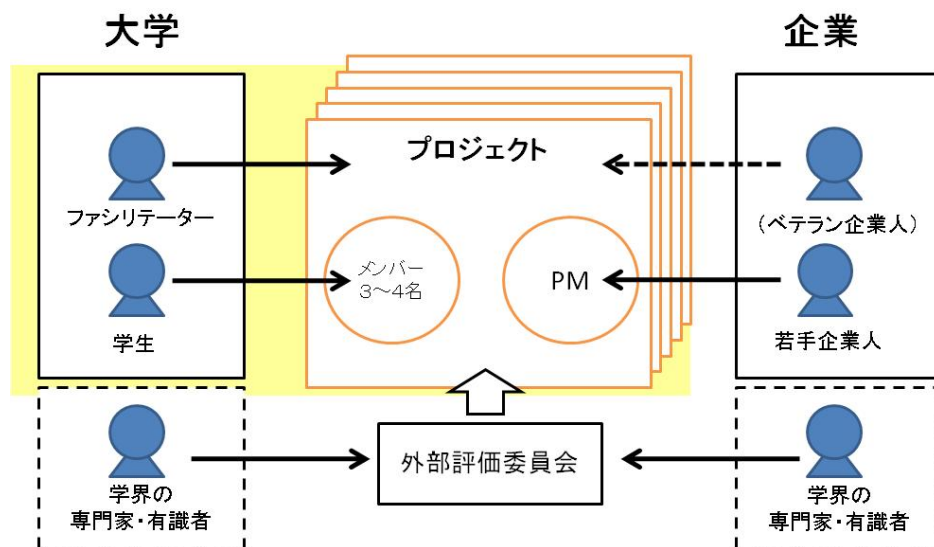 大学
企業
プロジェクト
ファシリテーター
(ベテラン企業人)
メンバー
3~4名
PM
学生
若手企業人
外部評価委員会
学界の
専門家・有識者
学界の
専門家・有識者